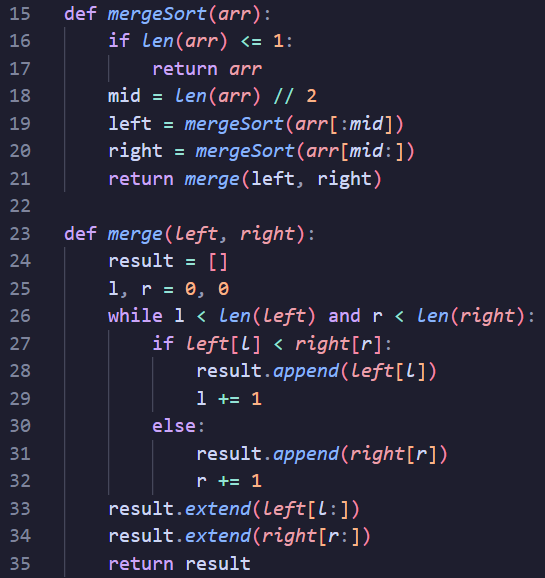 15 def mergeSort(arr):
16     if len(arr) <= 1:
17         return arr
18     mid = len(arr) // 2
19     left = mergeSort(arr[:mid])
20     right = mergeSort(arr[mid:])
21     return merge(left, right)
22
23 def merge(left, right):
24     result = []
25     l, r = 0, 0
26     while l < len(left) and r < len(right):
27         if left[l] < right[r]:
28             result.append(left[l])
29             l += 1
30         else:
31             result.append(right[r])
32             r += 1
33     result.extend(left[l:])
34     result.extend(right[r:])
35     return result